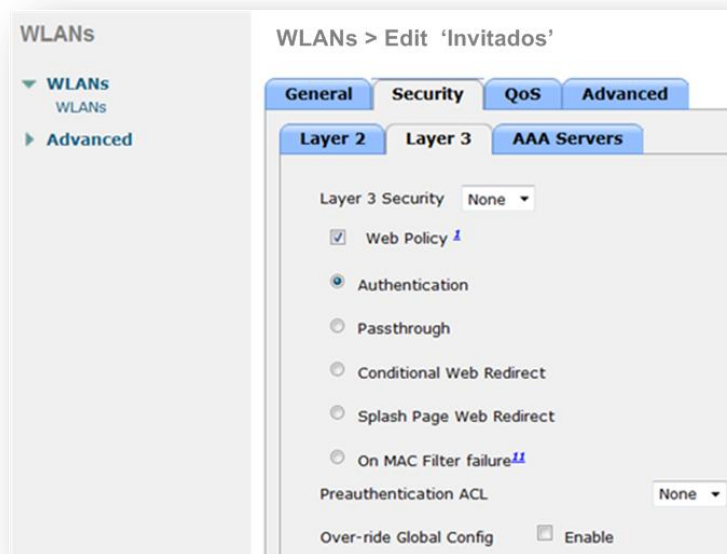 WLANs
WLANs
WLANs
Advanced
WLANs > Edit ‘Invitados’
General Security QoS Advanced
Layer 2 Layer 3 AAA Servers
Layer 3 Security None
Web Policy 1
Authentication
Passthrough
Conditional Web Redirect
Splash Page Web Redirect
On MAC Filter failure11
Preauthentication ACL None
Over-ride Global Config Enable